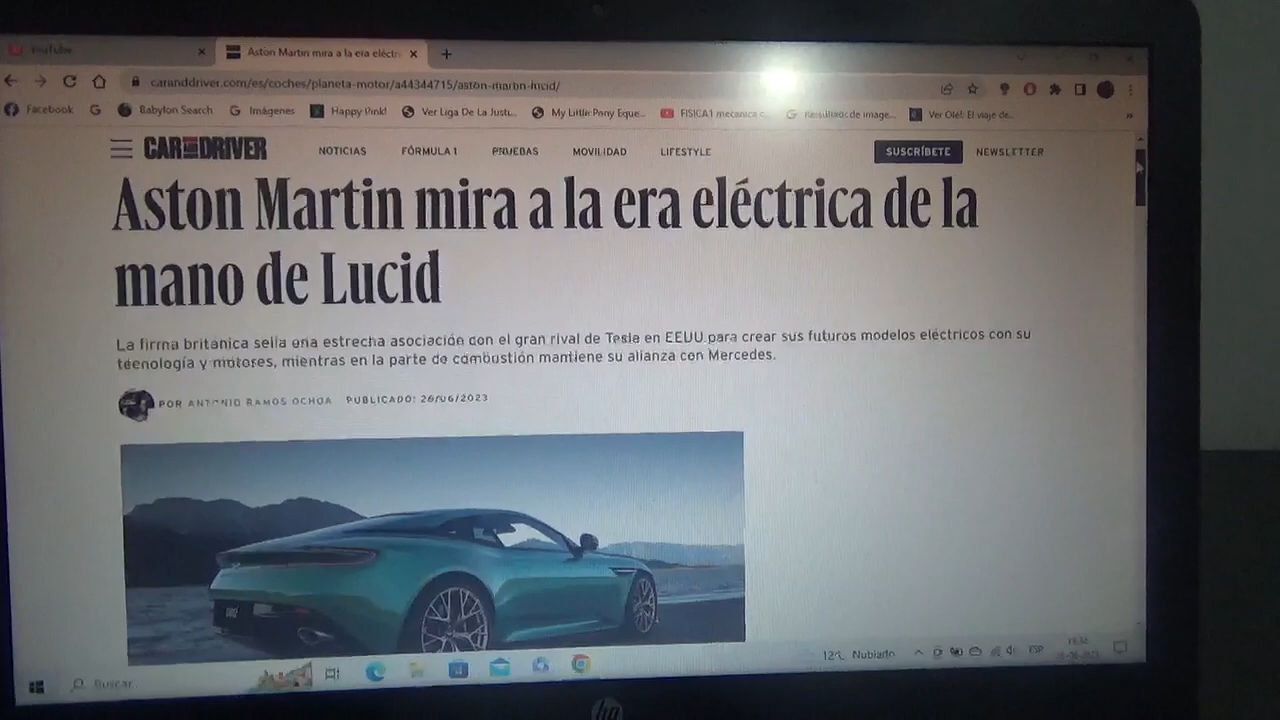 YouTube
Aston Martin mira a la era eléctr
caranddriver.com/es/coches/planeta-motor/a44344715/aston-martin-lucid/
Facebook
Babylon Search
Imágenes
Happy Pink!
Ver Liga De La Justi...
My Little Pony Eque...
FISICA1 mecanica c...
Resultado de image...
Ver Olé!: El viaje de...
CAR AND DRIVER
NOTICIAS
FÓRMULA 1
PRUEBAS
MOVILIDAD
LIFESTYLE
SUSCRÍBETE
NEWSLETTER
Aston Martin mira a la era eléctrica de la
mano de Lucid
La firma británica sella una estrecha asociación con el gran rival de Tesla en EEUU para crear sus futuros modelos eléctricos con su
tecnología y motores, mientras en la parte de combustión mantiene su alianza con Mercedes.
POR ANTONIO RAMOS OCHOA PUBLICADO: 26/06/2023
Buscar
12°C Nublado
ESP
hp